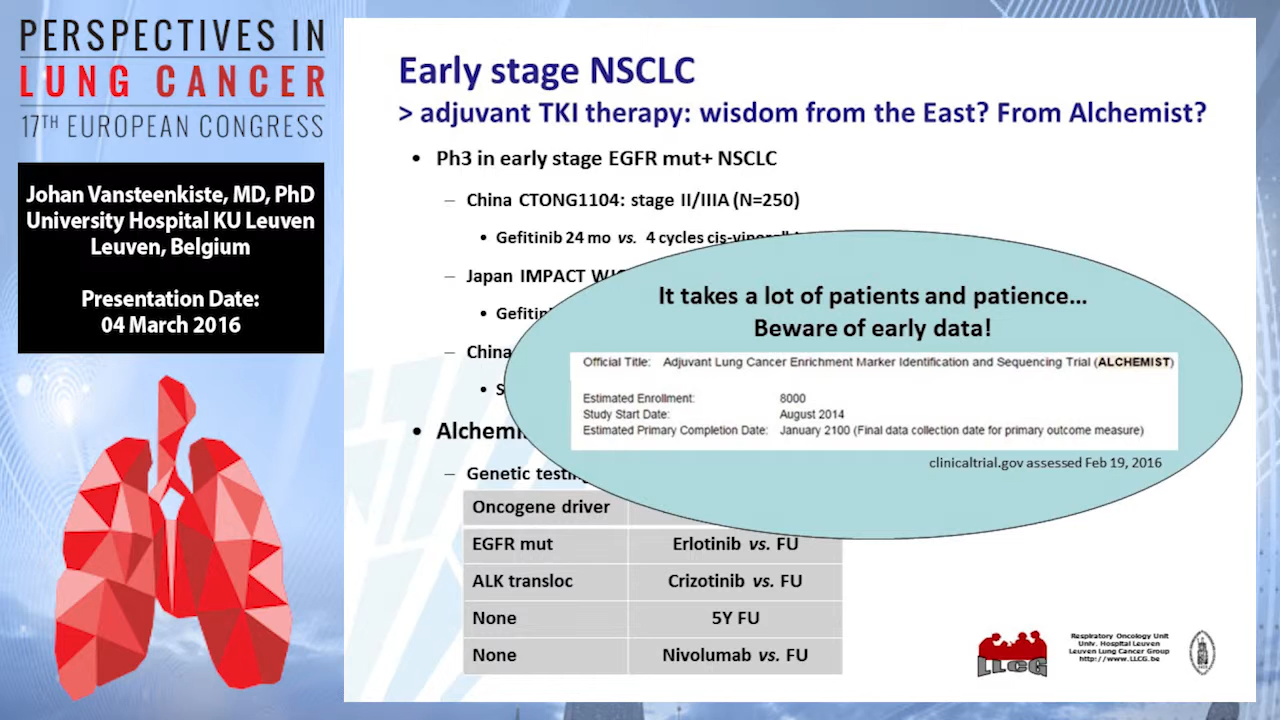 PERSPECTIVES IN
LUNG CANCER
17TH EUROPEAN CONGRESS
Johan Vansteenkiste, MD, PhD
University Hospital KU Leuven
Leuven, Belgium
Presentation Date:
04 March 2016
Early stage NSCLC
> adjuvant TKI therapy: wisdom from the East? From Alchemist?
• Ph3 in early stage EGFR mut+ NSCLC
– China CTONG1104: stage II/IIIA (N=250)
• Gefitinib 24 mo vs. 4 cycles
– Japan IMPACT
–  China
It takes a lot of patients and patience...
Beware of early data!
Official Title: Adjuvant Lung Cancer Enrichment Marker Identification and Sequencing Trial (ALCHEMIST)
Estimated Enrollment: 8000
Study Start Date: August 2014
Estimated Primary Completion Date: January 2100 (Final data collection date for primary outcome measure)
clinicaltrial.gov assessed Feb 19, 2016
– Genetic
Oncogene driver
EGFR mut Erlotinib vs. FU
ALK transloc Crizotinib vs. FU
None 5Y FU
None Nivolumab vs. FU
LLCG
Respiratory Oncology Unit
Univ. Hospital Leuven
Leuven Lung Cancer Group
http://www.LLCG.be